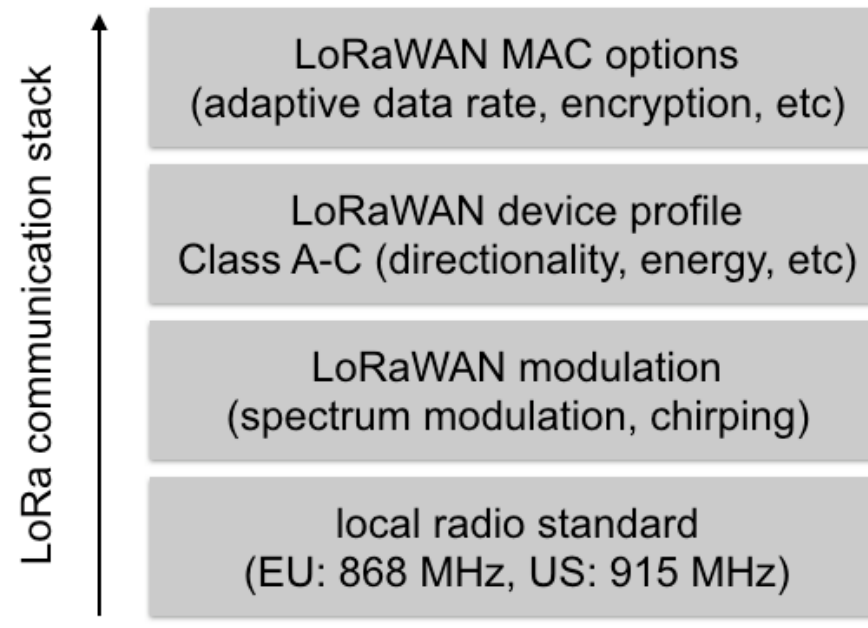 LoRa communication stack
LoRaWAN MAC options
(adaptive data rate, encryption, etc)
LoRaWAN device profile
Class A-C (directionality, energy, etc)
LoRaWAN modulation
(spectrum modulation, chirping)
local radio standard
(EU: 868 MHz, US: 915 MHz)